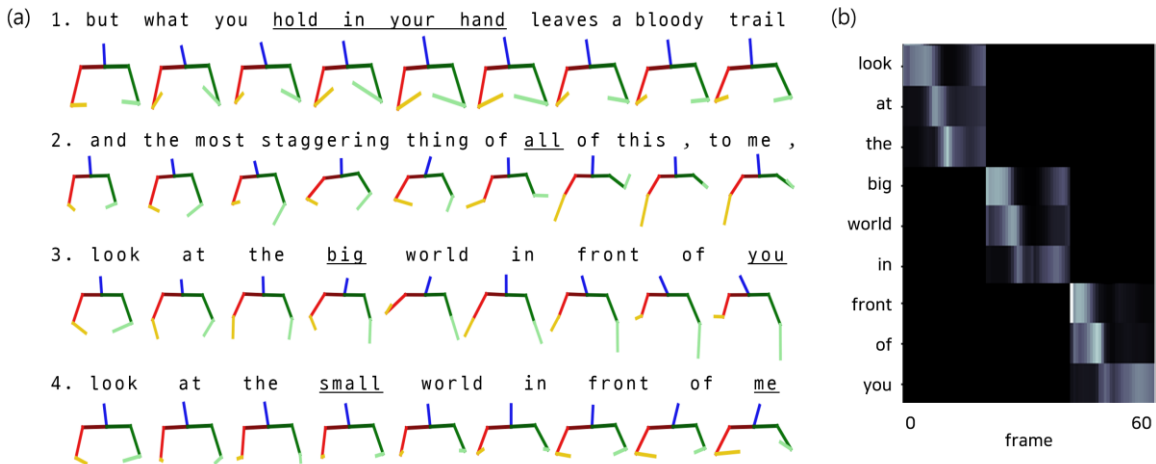 (a)
1. but what you hold in your hand leaves a bloody trail
2. and the most staggering thing of all of this , to me ,
3. look at the big world in front of you
4. look at the small world in front of me
(b)
look
at
the
big
world
in
front
of
you
0 60
frame